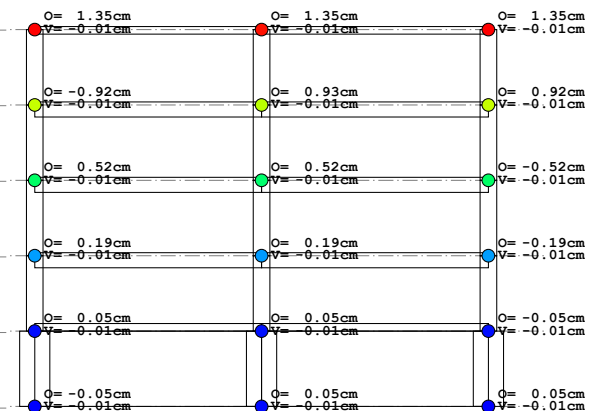 O=  1.35cm O=  1.35cm O=  1.35cm
V= -0.01cm V= -0.01cm V= -0.01cm
O= -0.92cm O=  0.93cm O=  0.92cm
V= -0.01cm V= -0.01cm V= -0.01cm
O=  0.52cm O=  0.52cm O= -0.52cm
V= -0.01cm V= -0.01cm V= -0.01cm
O=  0.19cm O=  0.19cm O= -0.19cm
V= -0.01cm V= -0.01cm V= -0.01cm
O=  0.05cm O=  0.05cm O= -0.05cm
V= -0.01cm V= -0.01cm V= -0.01cm
O= -0.05cm O=  0.05cm O=  0.05cm
V= -0.01cm V= -0.01cm V= -0.01cm